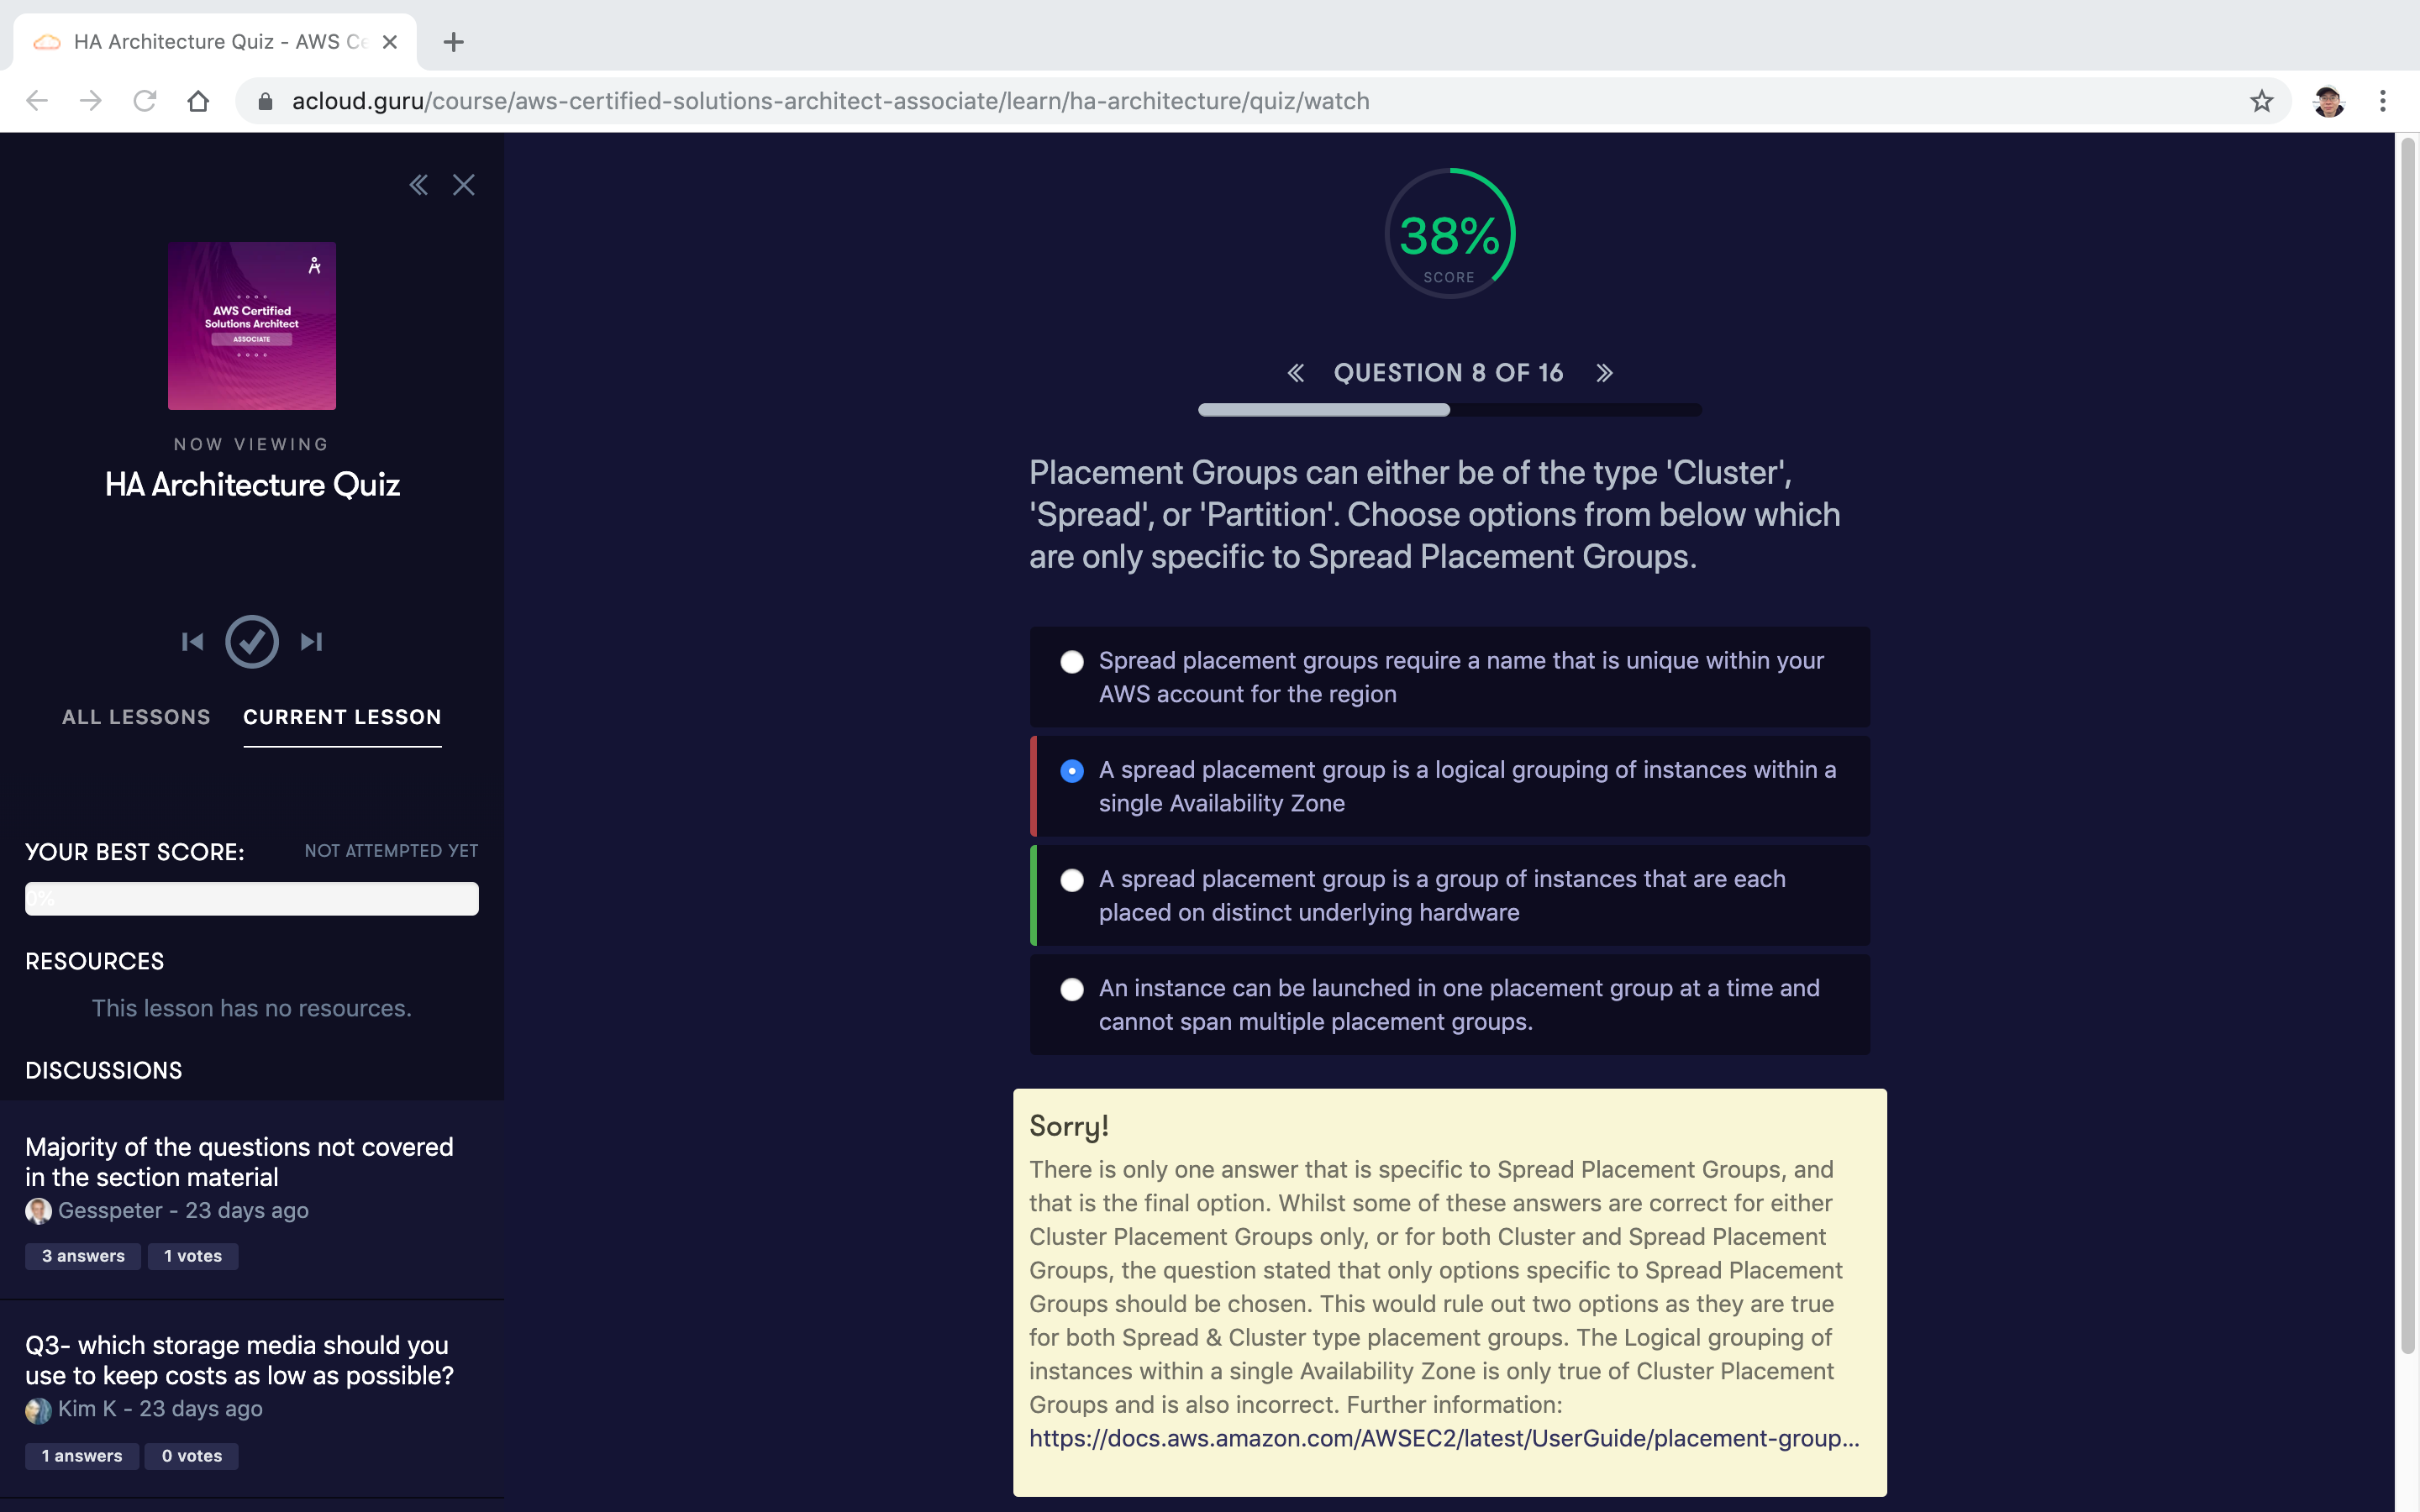 HA Architecture Quiz - AWS Ce
acloud.guru/course/aws-certified-solutions-architect-associate/learn/ha-architecture/quiz/watch
AWS Certified
Solutions Architect
ASSOCIATE
NOW VIEWING
HA Architecture Quiz
ALL LESSONS
CURRENT LESSON
YOUR BEST SCORE:
NOT ATTEMPTED YET
0%
RESOURCES
This lesson has no resources.
DISCUSSIONS
Majority of the questions not covered
in the section material
Gesspeter - 23 days ago
3 answers
1 votes
Q3- which storage media should you
use to keep costs as low as possible?
Kim K - 23 days ago
1 answers
0 votes
38%
SCORE
QUESTION 8 OF 16
Placement Groups can either be of the type 'Cluster',
'Spread', or 'Partition'. Choose options from below which
are only specific to Spread Placement Groups.
Spread placement groups require a name that is unique within your
AWS account for the region
A spread placement group is a logical grouping of instances within a
single Availability Zone
A spread placement group is a group of instances that are each
placed on distinct underlying hardware
An instance can be launched in one placement group at a time and
cannot span multiple placement groups.
Sorry!
There is only one answer that is specific to Spread Placement Groups, and
that is the final option. Whilst some of these answers are correct for either
Cluster Placement Groups only, or for both Cluster and Spread Placement
Groups, the question stated that only options specific to Spread Placement
Groups should be chosen. This would rule out two options as they are true
for both Spread & Cluster type placement groups. The Logical grouping of
instances within a single Availability Zone is only true of Cluster Placement
Groups and is also incorrect. Further information:
https://docs.aws.amazon.com/AWSEC2/latest/UserGuide/placement-group...